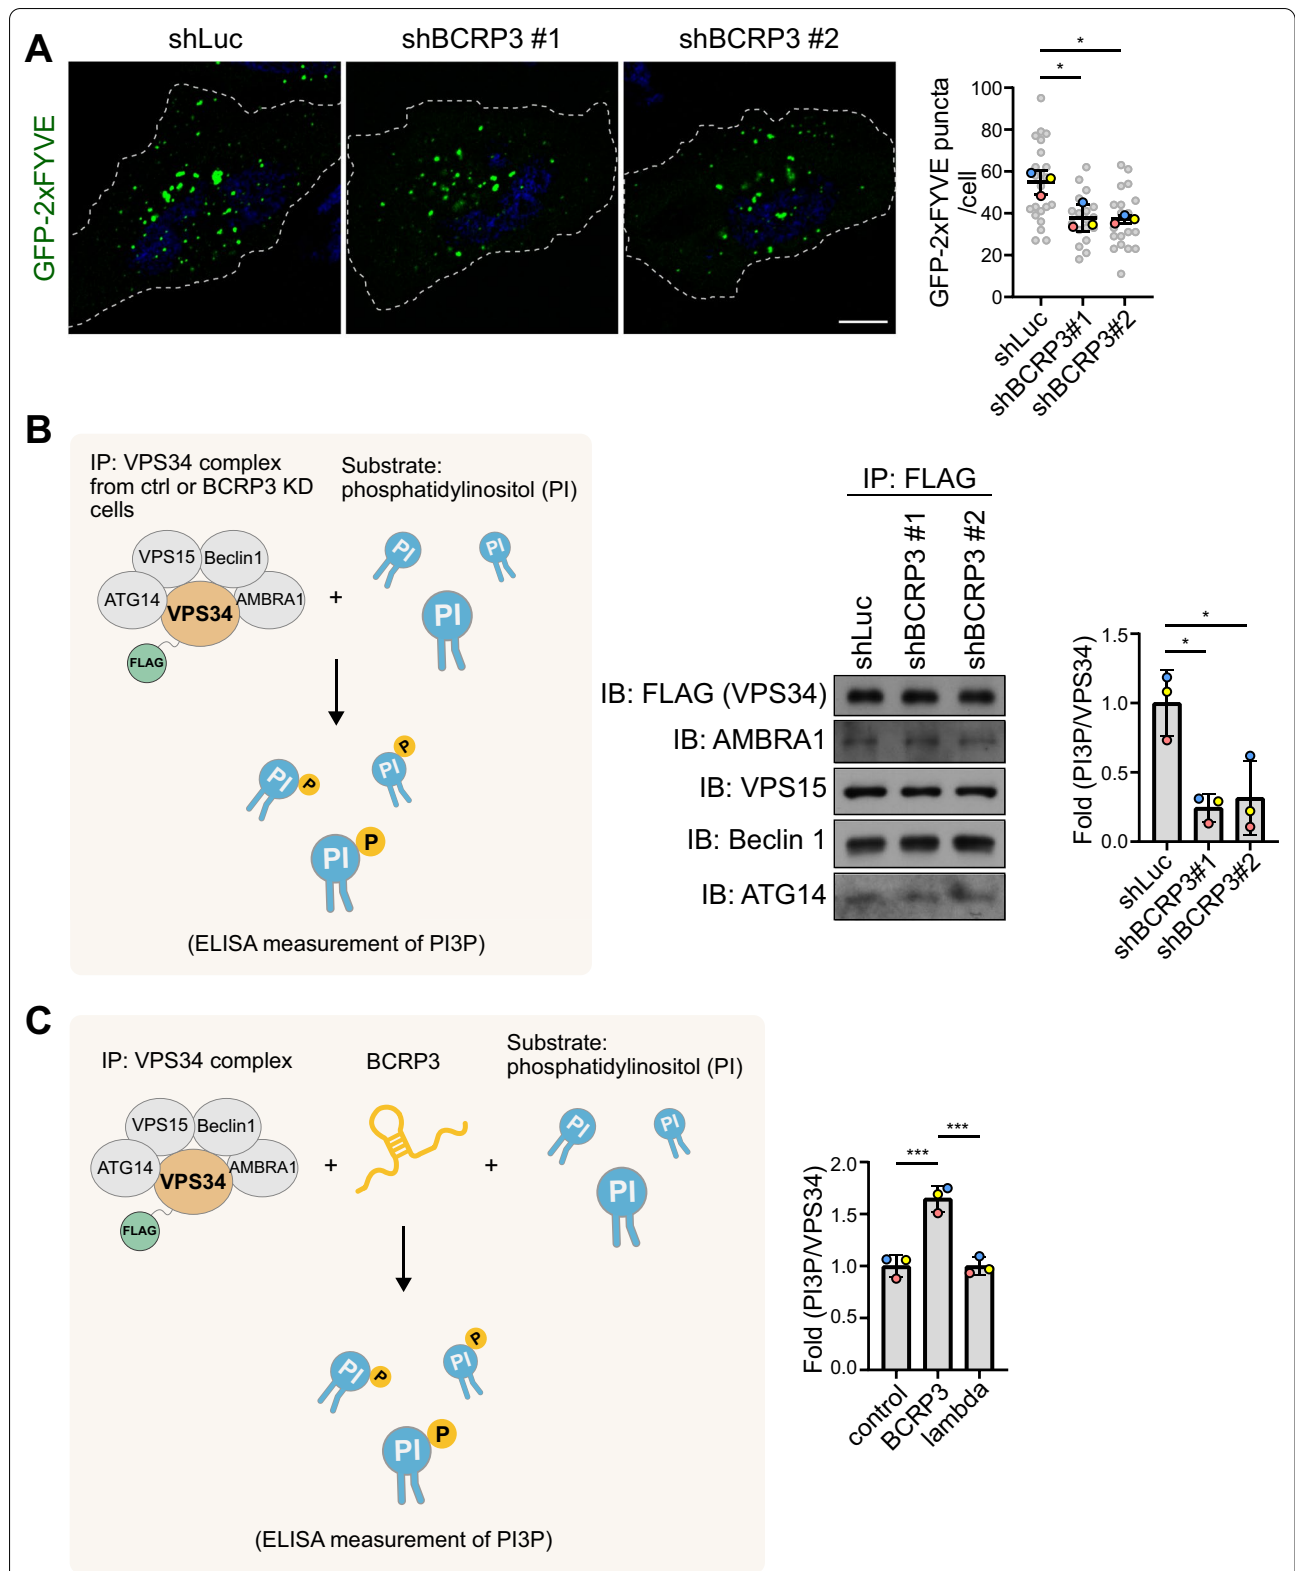 A
shLuc
shBCRP3 #1
shBCRP3 #2
GFP-2xFYVE
*
*
GFP-2xFYVE puncta
/cell
100
80
60
40
20
0
shLuc
shBCRP3#1
shBCRP3#2
B
IP: VPS34 complex
from ctrl or BCRP3 KD
cells
Substrate:
phosphatidylinositol (PI)
VPS15
Beclin1
ATG14
VPS34
AMBRA1
FLAG
+
PI
PI
PI
PI
P
PI
P
PI
P
(ELISA measurement of PI3P)
IP: FLAG
shLuc
shBCRP3 #1
shBCRP3 #2
IB: FLAG (VPS34)
IB: AMBRA1
IB: VPS15
IB: Beclin 1
IB: ATG14
*
*
Fold (PI3P/VPS34)
1.5
1.0
0.5
0.0
shLuc
shBCRP3#1
shBCRP3#2
C
IP: VPS34 complex
BCRP3
Substrate:
phosphatidylinositol (PI)
VPS15
Beclin1
ATG14
VPS34
AMBRA1
FLAG
+
+
PI
PI
PI
PI
P
PI
P
PI
P
(ELISA measurement of PI3P)
***
***
Fold (PI3P/VPS34)
2.0
1.5
1.0
0.5
0.0
control
BCRP3
lambda